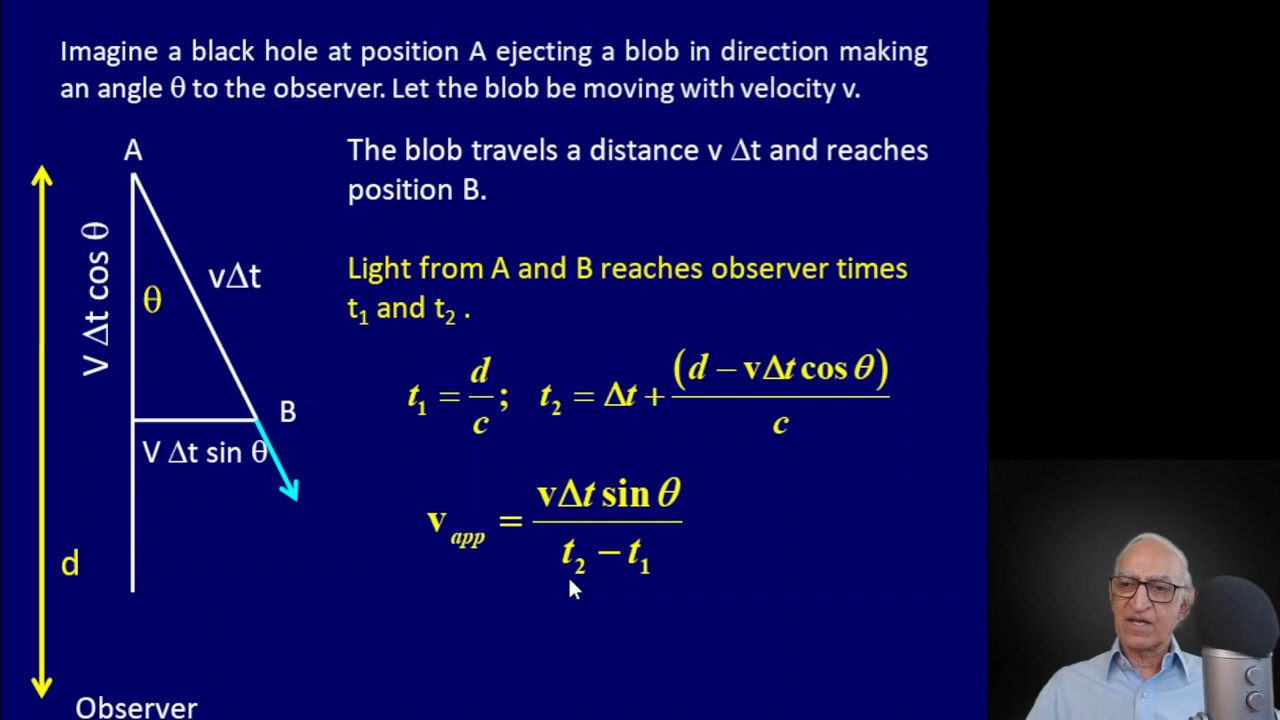 Imagine a black hole at position A ejecting a blob in direction making
an angle θ to the observer. Let the blob be moving with velocity v.
A
The blob travels a distance v Δt and reaches
position B.
V Δt cos θ
θ
vΔt
Light from A and B reaches observer times
t₁ and t₂ .
t₁ = d/c ; t₂ = Δt + (d − vΔt cos θ)/c
B
V Δt sin θ
v_app = vΔt sin θ / t₂ − t₁
d
Observer